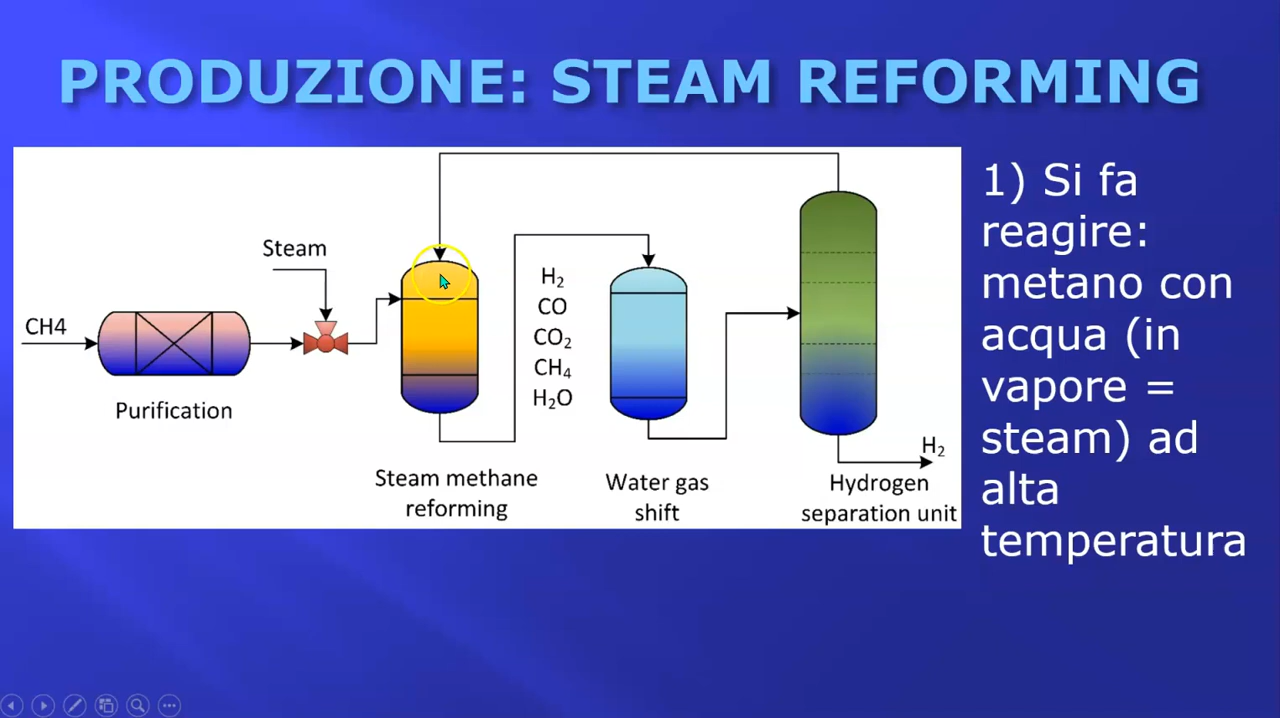 PRODUZIONE: STEAM REFORMING
Steam
CH4
Purification
H₂
CO
CO₂
CH₄
H₂O
Steam methane
reforming
Water gas
shift
H₂
Hydrogen
separation unit
1) Si fa
reagire:
metano con
acqua (in
vapore =
steam) ad
alta
temperatura